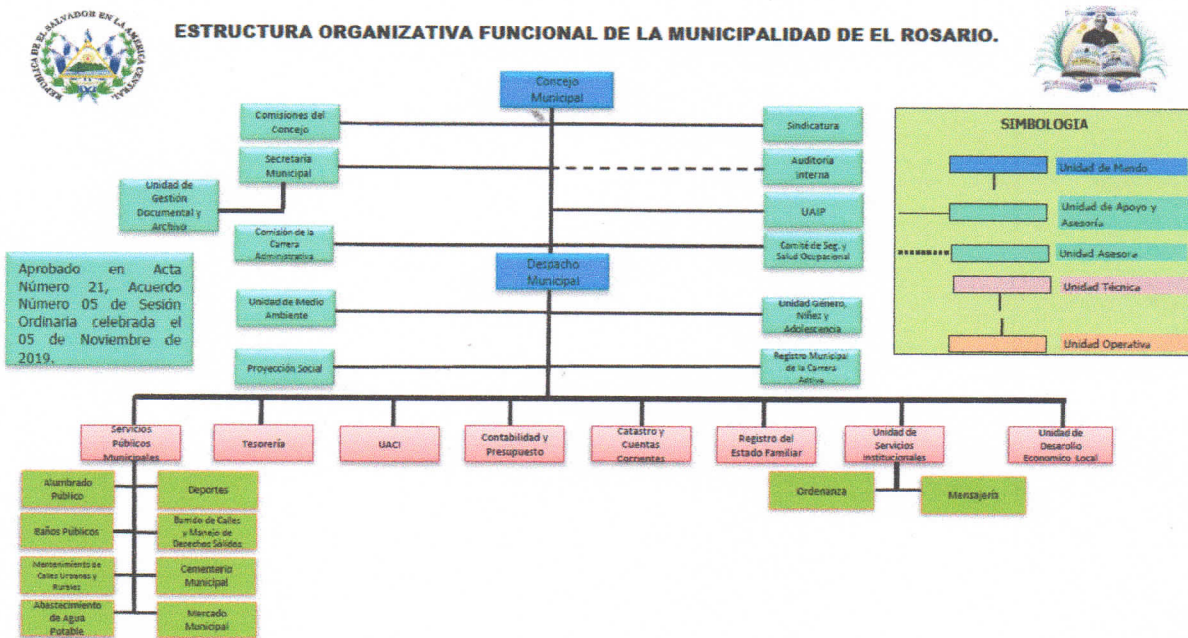 REPUBLICA DE EL SALVADOR EN LA AMERICA CENTRAL
ESTRUCTURA ORGANIZATIVA FUNCIONAL DE LA MUNICIPALIDAD DE EL ROSARIO.
Concejo
Municipal
Comisiones del
Concejo
Sindicatura
Secretaría
Municipal
Auditoría
Interna
Unidad de
Gestión
Documental y
Archivo
UAIP
Comisión de la
Carrera
Administrativa
Comité de Seg. y
Salud Ocupacional
Despacho
Municipal
Aprobado en Acta
Número 21, Acuerdo
Número 05 de Sesión
Ordinaria celebrada el
05 de Noviembre de
2019.
Unidad de Medio
Ambiente
Unidad Género,
Niñez y
Adolescencia
Proyección Social
Registro Municipal
de la Carrera
Adtiva
SIMBOLOGIA
Unidad de Mando
Unidad de Apoyo y
Asesoría
Unidad Asesora
Unidad Técnica
Unidad Operativa
Servicios
Públicos
Municipales
Tesorería
UACI
Contabilidad y
Presupuesto
Catastro y
Cuentas
Corrientes
Registro del
Estado Familiar
Unidad de
Servicios
Institucionales
Unidad de
Desarollo
Economico Local
Alumbrado
Público
Deportes
Baños Públicos
Barrido de Calles
y Manejo de
Desechos Sólidos
Mantenimiento de
Calles Urbanas y
Rurales
Cementerio
Municipal
Abastecimiento
de Agua
Potable
Mercado
Municipal
Ordenanza
Mensajería